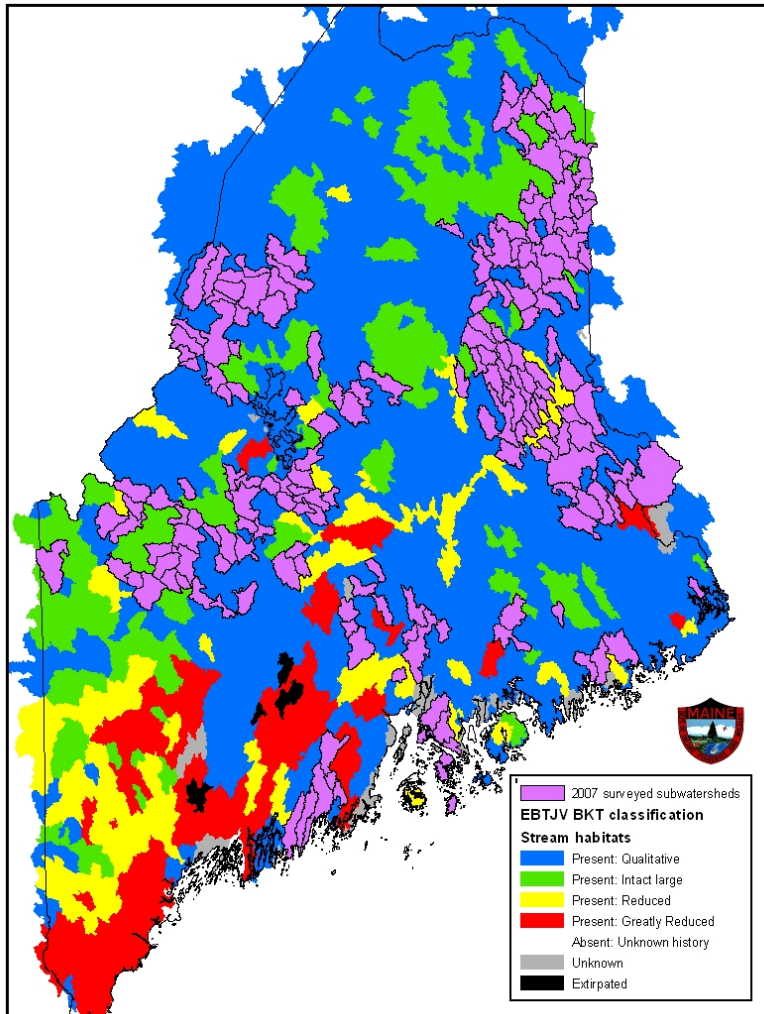 MAINE
2007 surveyed subwatersheds
EBTJV BKT classification
Stream habitats
Present: Qualitative
Present: Intact large
Present: Reduced
Present: Greatly Reduced
Absent: Unknown history
Unknown
Extirpated